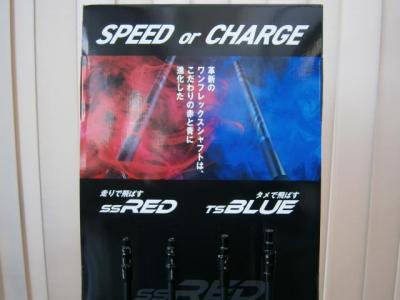 SPEED or CHARGE
革新の
ワンフレックスシャフトは、
こだわりの赤と青に
進化した
走りで飛ばす
SSRED
タメで飛ばす
TSBLUE
SSRED